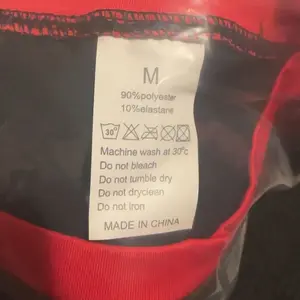 M
90%polyester
10%elastane
30°
Machine wash at 30°c
Do not bleach
Do not tumble dry
Do not dryclean
Do not iron
MADE IN CHINA